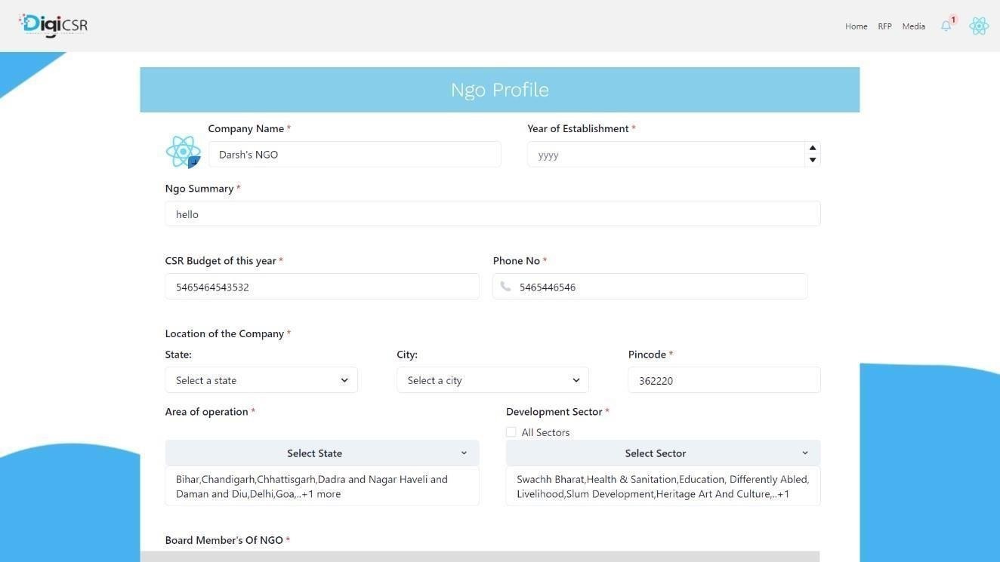 DigiCSR
Home RFP Media 1
Ngo Profile
Company Name * Year of Establishment *
Darsh's NGO yyyy
Ngo Summary *
hello
CSR Budget of this year * Phone No *
5465464543532 5465446546
Location of the Company *
State: City: Pincode *
Select a state Select a city 362220
Area of operation * Development Sector *
All Sectors
Select State Select Sector
Bihar,Chandigarh,Chhattisgarh,Dadra and Nagar Haveli and Swachh Bharat,Health & Sanitation,Education, Differently Abled,
Daman and Diu,Delhi,Goa,..+1 more Livelihood,Slum Development,Heritage Art And Culture,..+1
Board Member's Of NGO *